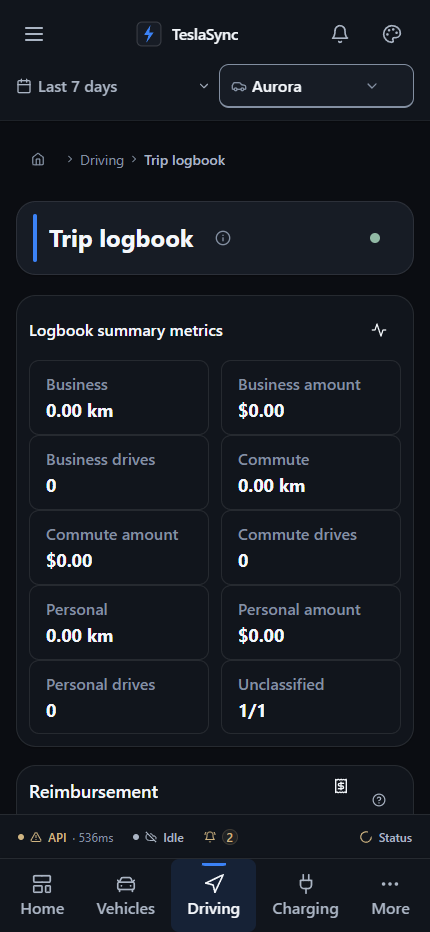 TeslaSync
Last 7 days
Aurora
Driving
Trip logbook
Trip logbook
Logbook summary metrics
Business
0.00 km
Business amount
$0.00
Business drives
0
Commute
0.00 km
Commute amount
$0.00
Commute drives
0
Personal
0.00 km
Personal amount
$0.00
Personal drives
0
Unclassified
1/1
Reimbursement
API · 536ms
Idle
2
Status
Home
Vehicles
Driving
Charging
More